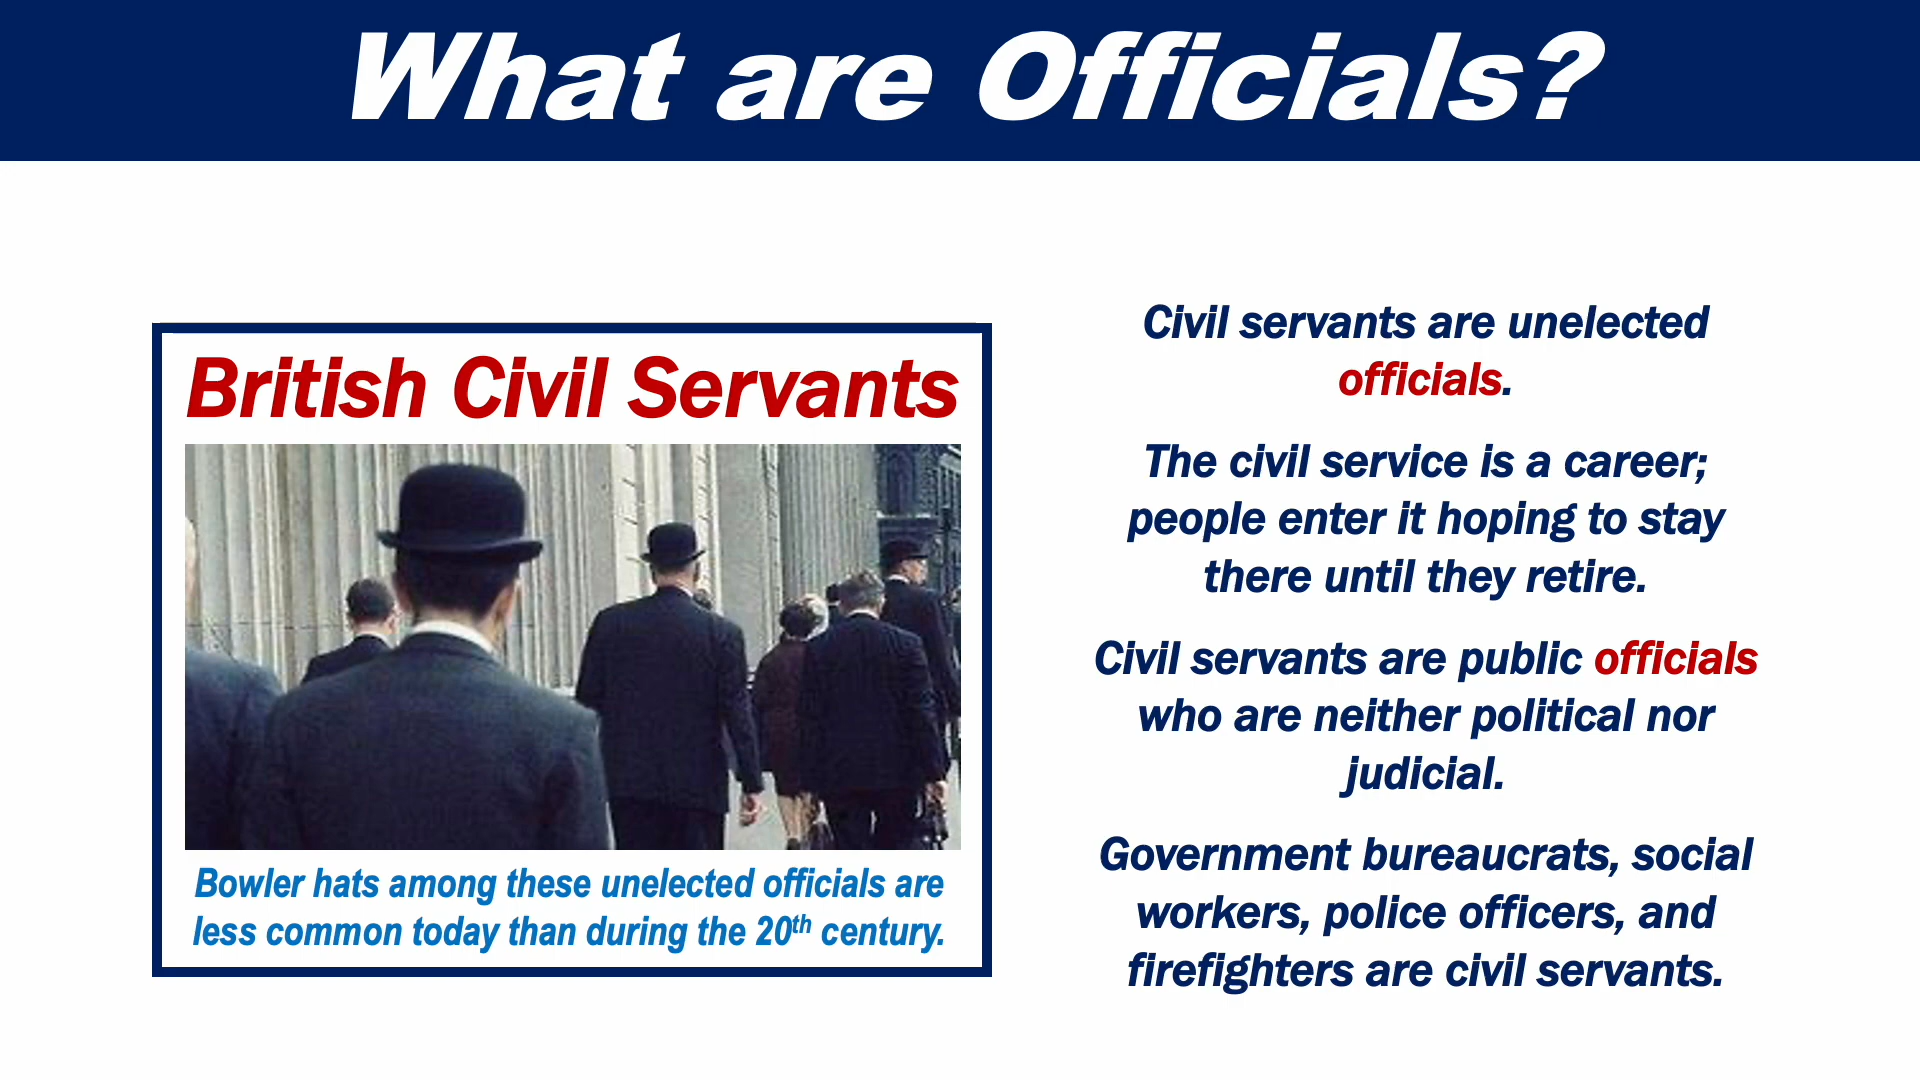 What are Officials?
British Civil Servants
Bowler hats among these unelected officials are
less common today than during the 20th century.
Civil servants are unelected
officials.
The civil service is a career;
people enter it hoping to stay
there until they retire.
Civil servants are public officials
who are neither political nor
judicial.
Government bureaucrats, social
workers, police officers, and
firefighters are civil servants.